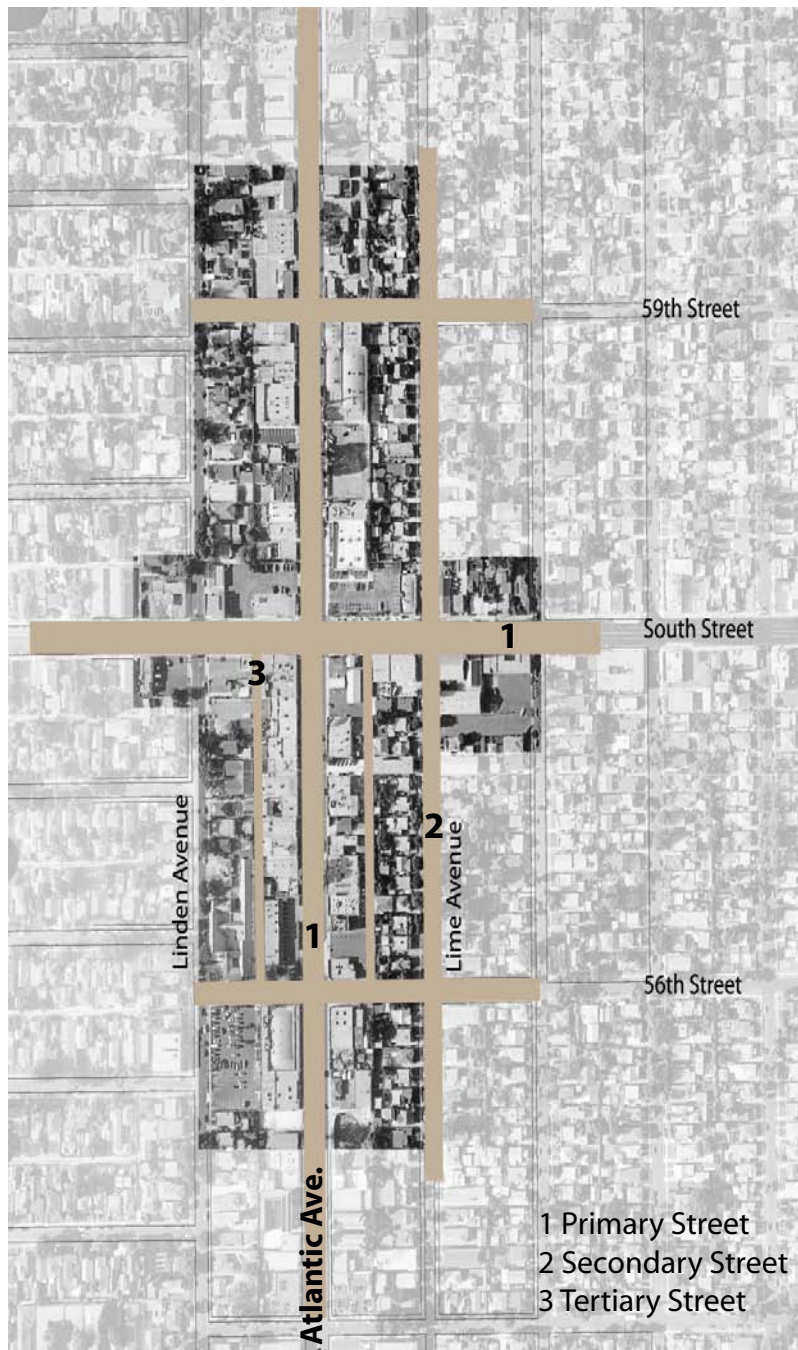 59th Street
South Street
1
3
2
Linden Avenue
Lime Avenue
1
56th Street
Atlantic Ave.
1 Primary Street
2 Secondary Street
3 Tertiary Street